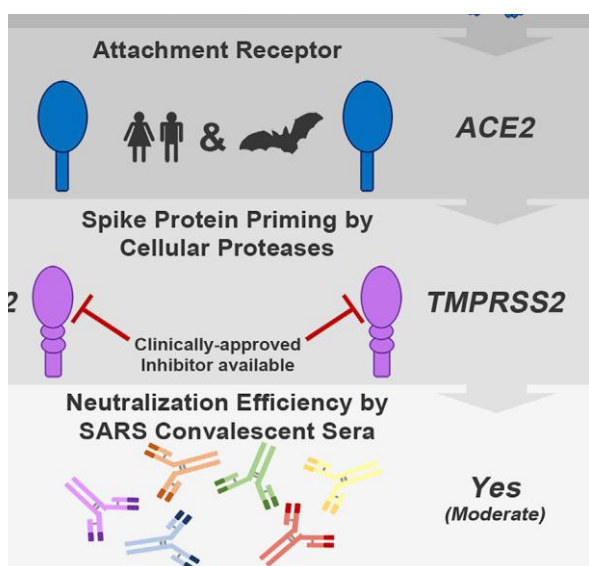 Attachment Receptor
&
ACE2
Spike Protein Priming by
Cellular Proteases
2
TMPRSS2
Clinically-approved
Inhibitor available
Neutralization Efficiency by
SARS Convalescent Sera
Yes
(Moderate)